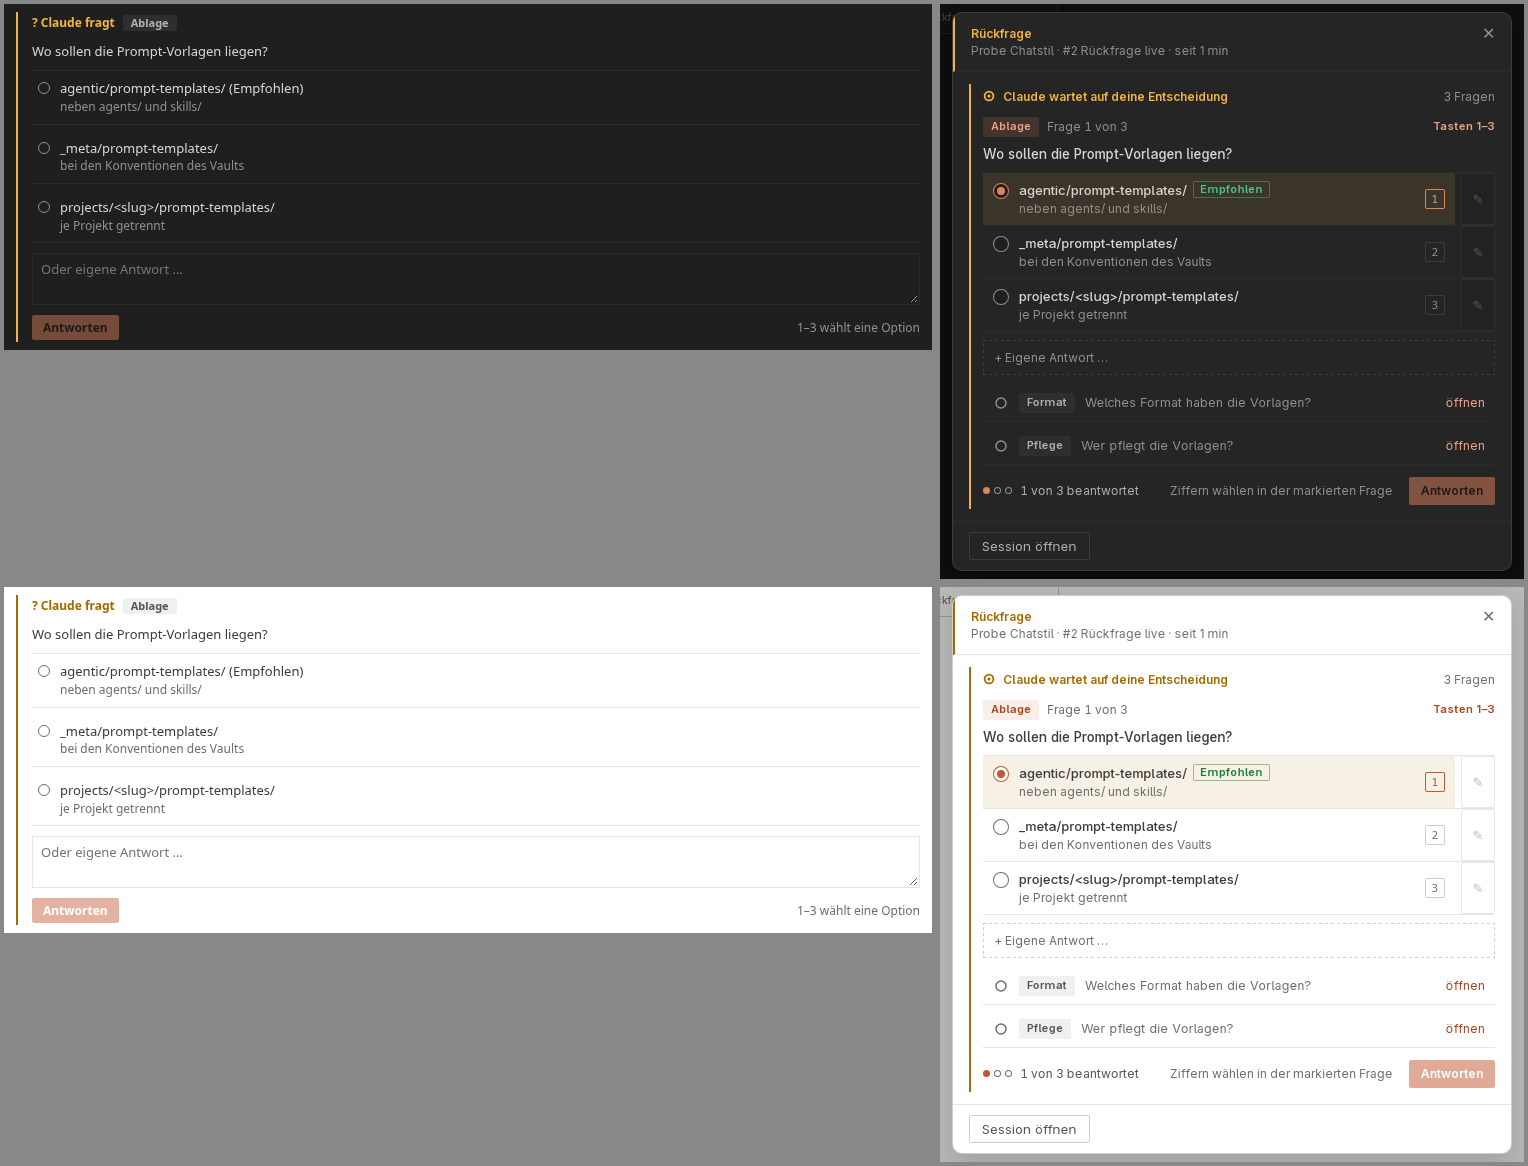 ? Claude fragt Ablage
Wo sollen die Prompt-Vorlagen liegen?
agentic/prompt-templates/ (Empfohlen)
neben agents/ und skills/
_meta/prompt-templates/
bei den Konventionen des Vaults
projects/<slug>/prompt-templates/
je Projekt getrennt
Oder eigene Antwort ...
Antworten 1–3 wählt eine Option
Rückfrage ✕
Probe Chatstil · #2 Rückfrage live · seit 1 min
Claude wartet auf deine Entscheidung 3 Fragen
Ablage Frage 1 von 3 Tasten 1–3
Wo sollen die Prompt-Vorlagen liegen?
agentic/prompt-templates/ Empfohlen 1 ✎
neben agents/ und skills/
_meta/prompt-templates/ 2 ✎
bei den Konventionen des Vaults
projects/<slug>/prompt-templates/ 3 ✎
je Projekt getrennt
+ Eigene Antwort ...
Format Welches Format haben die Vorlagen? öffnen
Pflege Wer pflegt die Vorlagen? öffnen
1 von 3 beantwortet Ziffern wählen in der markierten Frage Antworten
Session öffnen
? Claude fragt Ablage
Wo sollen die Prompt-Vorlagen liegen?
agentic/prompt-templates/ (Empfohlen)
neben agents/ und skills/
_meta/prompt-templates/
bei den Konventionen des Vaults
projects/<slug>/prompt-templates/
je Projekt getrennt
Oder eigene Antwort ...
Antworten 1–3 wählt eine Option
Rückfrage ✕
Probe Chatstil · #2 Rückfrage live · seit 1 min
Claude wartet auf deine Entscheidung 3 Fragen
Ablage Frage 1 von 3 Tasten 1–3
Wo sollen die Prompt-Vorlagen liegen?
agentic/prompt-templates/ Empfohlen 1 ✎
neben agents/ und skills/
_meta/prompt-templates/ 2 ✎
bei den Konventionen des Vaults
projects/<slug>/prompt-templates/ 3 ✎
je Projekt getrennt
+ Eigene Antwort ...
Format Welches Format haben die Vorlagen? öffnen
Pflege Wer pflegt die Vorlagen? öffnen
1 von 3 beantwortet Ziffern wählen in der markierten Frage Antworten
Session öffnen